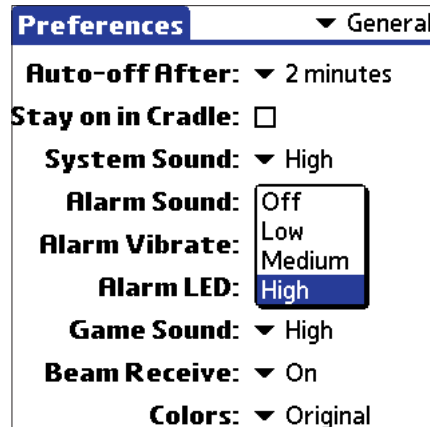 Preferences ▼ General
Auto-off After: ▼ 2 minutes
Stay on in Cradle:
System Sound: ▼ High
Alarm Sound: Off
Low
Alarm Vibrate:
Medium
Alarm LED: High
Game Sound: ▼ High
Beam Receive: ▼ On
Colors: ▼ Original